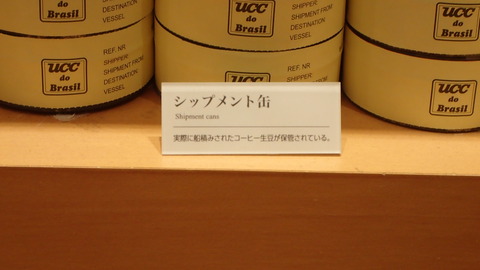 ucc
do
Brasil
SHIPPER:
SHIPMENT FROM
DESTINATION:
VESSEL
ucc
do
Brasil
SHIPPER:
SHIPMENT FROM
DESTINATION:
VESSEL
ucc
do
Brasil
ucc
do
Brasil
REF. NR
SHIPPER:
SHIPMENT FROM
DESTINATION:
VESSEL
ucc
do
Brasil
REF. NR
SHIPPER:
SHIPMENT FROM:
DESTINATION:
VESSEL
ucc
do
Brasil
シップメント缶
Shipment cans
実際に船積みされたコーヒー生豆が保管されている。